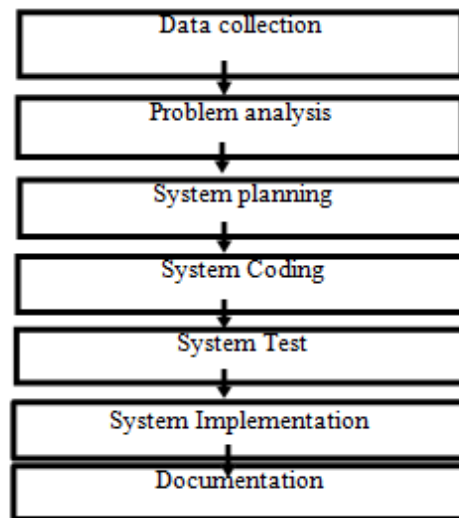 Data collection
Problem analysis
System planning
System Coding
System Test
System Implementation
Documentation